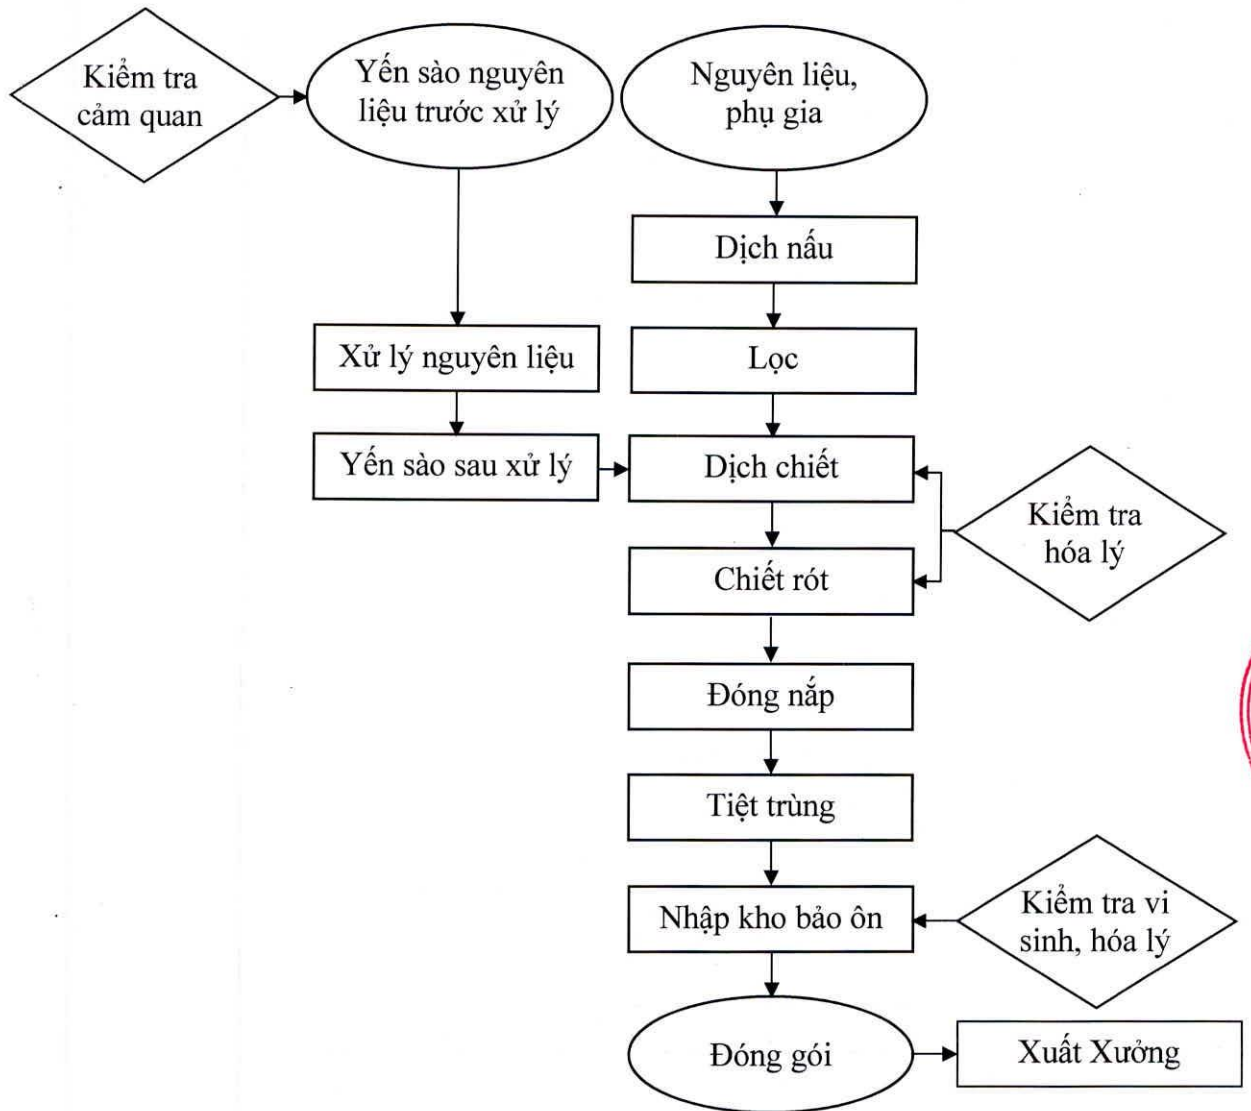 Kiểm tra
cảm quan
Yến sào nguyên
liệu trước xử lý
Nguyên liệu,
phụ gia
Dịch nấu
Xử lý nguyên liệu
Lọc
Yến sào sau xử lý
Dịch chiết
Kiểm tra
hóa lý
Chiết rót
Đóng nắp
Tiệt trùng
Nhập kho bảo ôn
Kiểm tra vi
sinh, hóa lý
Đóng gói
Xuất Xưởng